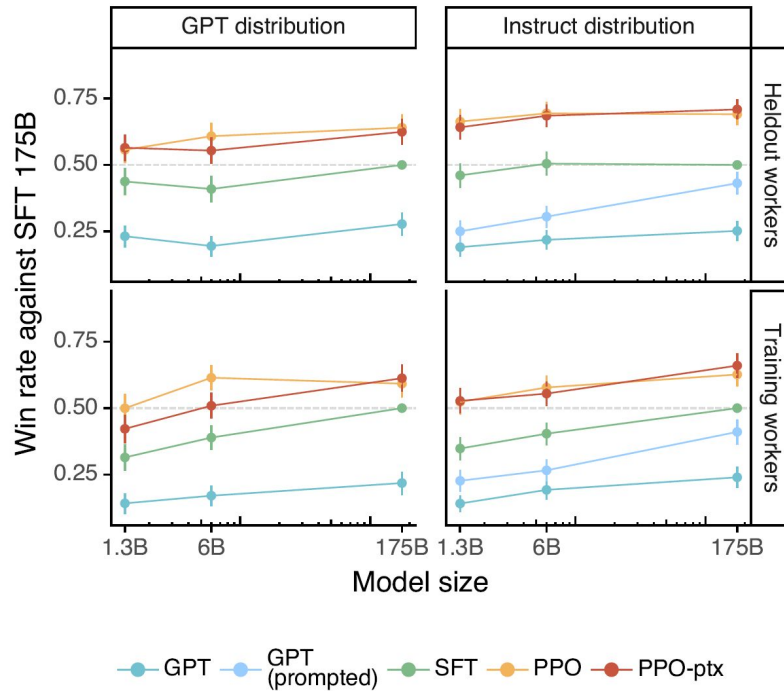 GPT distribution
Instruct distribution
Win rate against SFT 175B
0.75
0.50
0.25
Heldout workers
0.75
0.50
0.25
Training workers
1.3B 6B 175B
1.3B 6B 175B
Model size
GPT
GPT
(prompted)
SFT
PPO
PPO-ptx